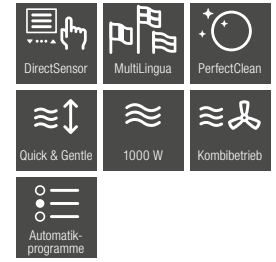 DirectSensor
MultiLingua
PerfectClean
Quick & Gentle
1000 W
Kombibetrieb
Automatik-
programme